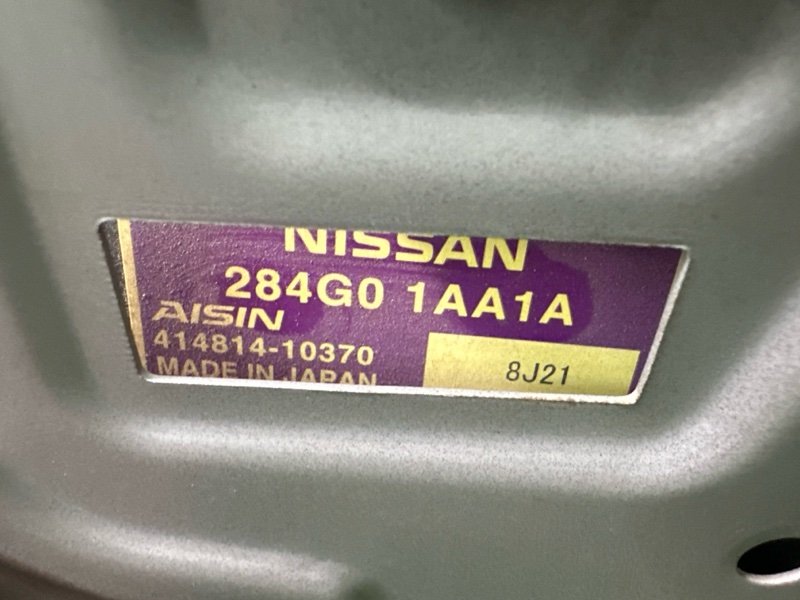 NISSAN
284G0 1AA1A
AISIN
414814-10370
MADE IN JAPAN
8J21